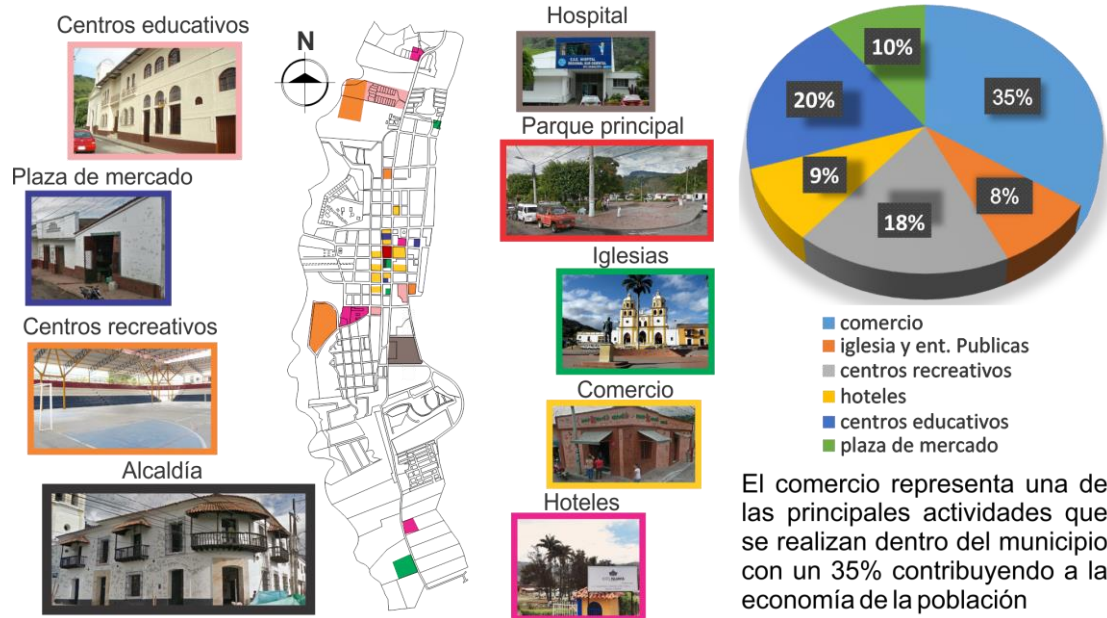 Centros educativos
Plaza de mercado
Centros recreativos
Alcaldía
N
Hospital
Parque principal
Iglesias
Comercio
Hoteles
10%
35%
20%
9%
8%
18%
comercio
iglesia y ent. Publicas
centros recreativos
hoteles
centros educativos
plaza de mercado
El comercio representa una de
las principales actividades que
se realizan dentro del municipio
con un 35% contribuyendo a la
economía de la población